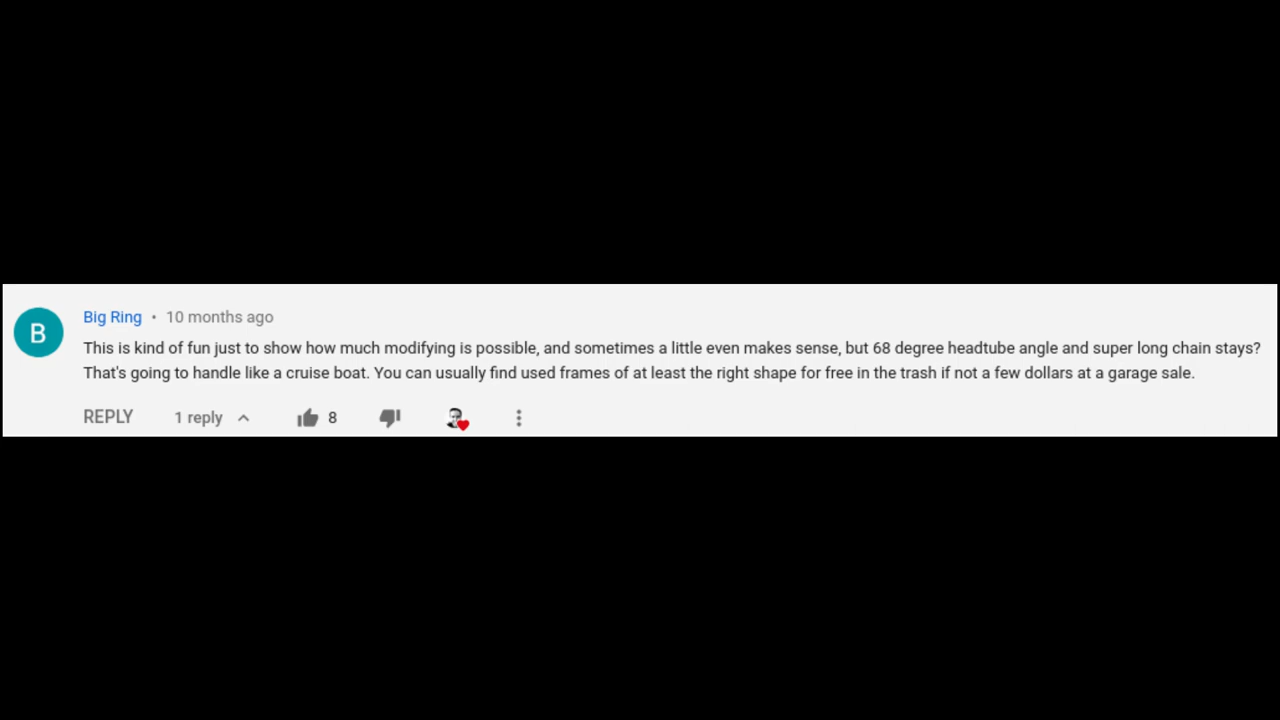 B
Big Ring • 10 months ago
This is kind of fun just to show how much modifying is possible, and sometimes a little even makes sense, but 68 degree headtube angle and super long chain stays?
That's going to handle like a cruise boat. You can usually find used frames of at least the right shape for free in the trash if not a few dollars at a garage sale.
REPLY 1 reply 8